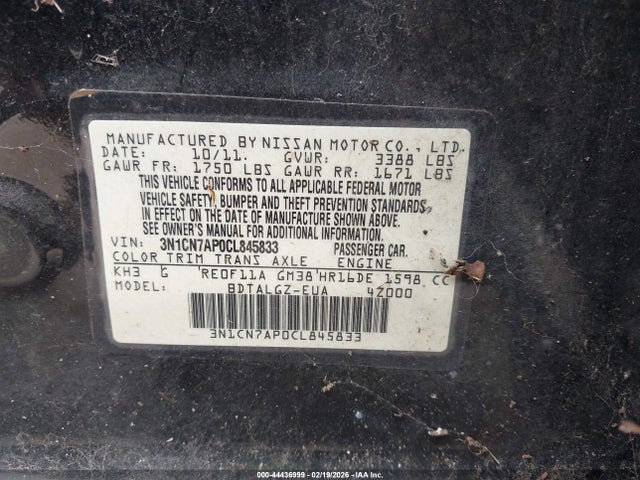 MANUFACTURED BY NISSAN MOTOR CO., LTD.
DATE: 10/11. GVWR: 3388 LBS
GAWR FR: 1750 LBS GAWR RR: 1671 LBS
THIS VEHICLE CONFORMS TO ALL APPLICABLE FEDERAL MOTOR
VEHICLE SAFETY, BUMPER AND THEFT PREVENTION STANDARDS
IN EFFECT ON THE DATE OF MANUFACTURE SHOWN ABOVE.
SEE OWNER'S MANUAL FOR ADDITIONAL INFORMATION.
VIN: 3N1CN7AP0CL845833 PASSENGER CAR.
COLOR TRIM TRANS AXLE ENGINE
KH3 G RE0F11A GM38 HR16DE 1598 CC
MODEL: BDTALGZ-EUA 4Z000
3N1CN7AP0CL845833
000-44436999 - 02/19/2026 - IAA Inc.